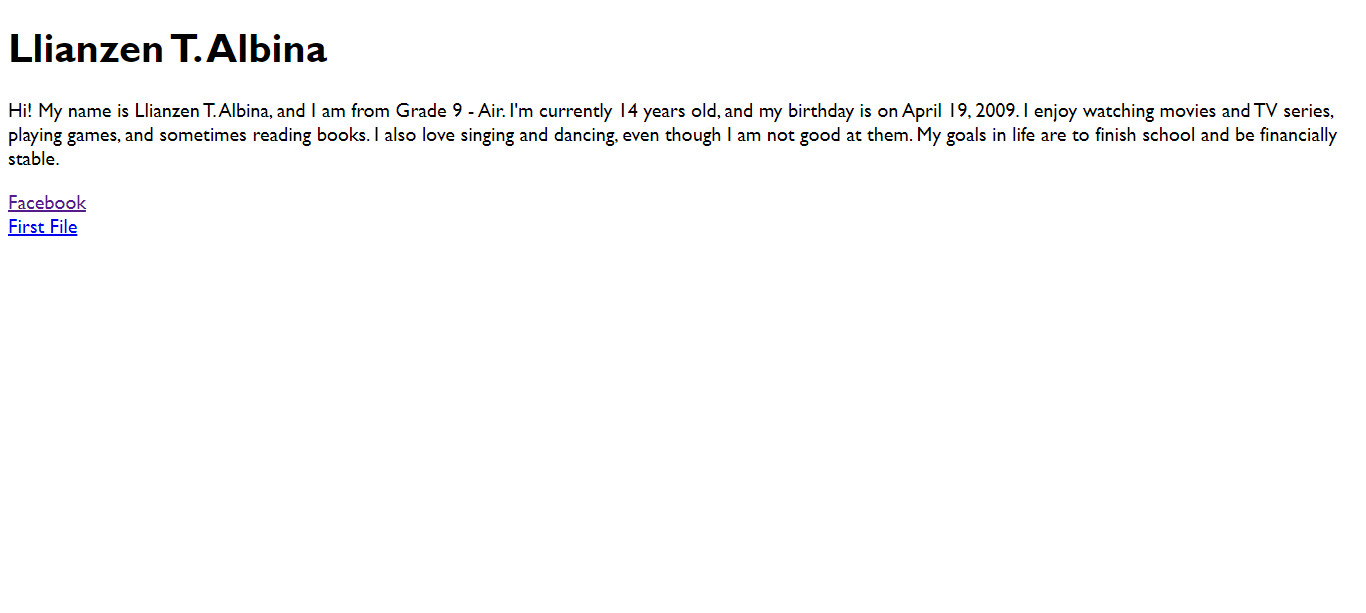 Llianzen T. Albina
Hi! My name is Llianzen T. Albina, and I am from Grade 9 - Air. I'm currently 14 years old, and my birthday is on April 19, 2009. I enjoy watching movies and TV series,
playing games, and sometimes reading books. I also love singing and dancing, even though I am not good at them. My goals in life are to finish school and be financially
stable.
Facebook
First File